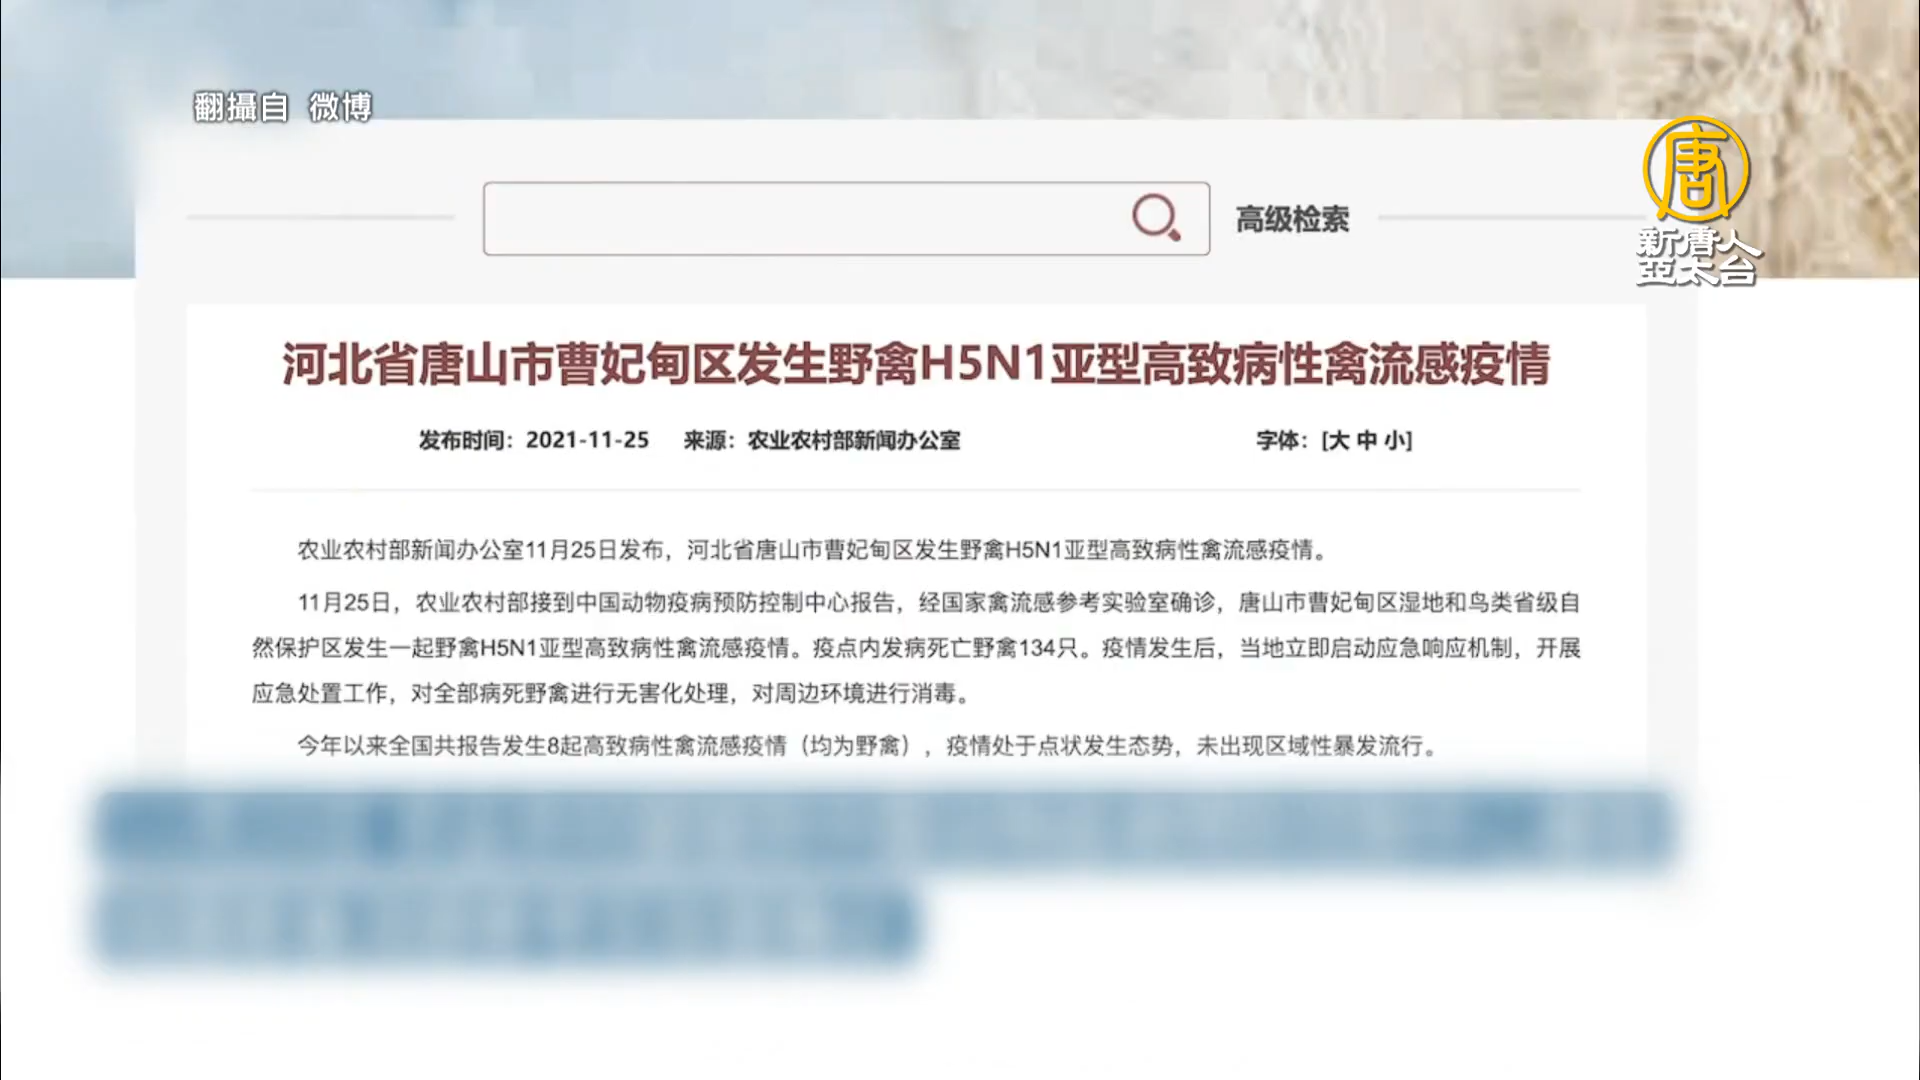 翻攝自 微博
高级检索
唐
新唐人
亞太台
河北省唐山市曹妃甸区发生野禽H5N1亚型高致病性禽流感疫情
发布时间：2021-11-25 来源：农业农村部新闻办公室 字体：[大 中 小]
农业农村部新闻办公室11月25日发布，河北省唐山市曹妃甸区发生野禽H5N1亚型高致病性禽流感疫情。
11月25日，农业农村部接到中国动物疫病预防控制中心报告，经国家禽流感参考实验室确诊，唐山市曹妃甸区湿地和鸟类省级自
然保护区发生一起野禽H5N1亚型高致病性禽流感疫情。疫点内发病死亡野禽134只。疫情发生后，当地立即启动应急响应机制，开展
应急处置工作，对全部病死野禽进行无害化处理，对周边环境进行消毒。
今年以来全国共报告发生8起高致病性禽流感疫情（均为野禽），疫情处于点状发生态势，未出现区域性暴发流行。